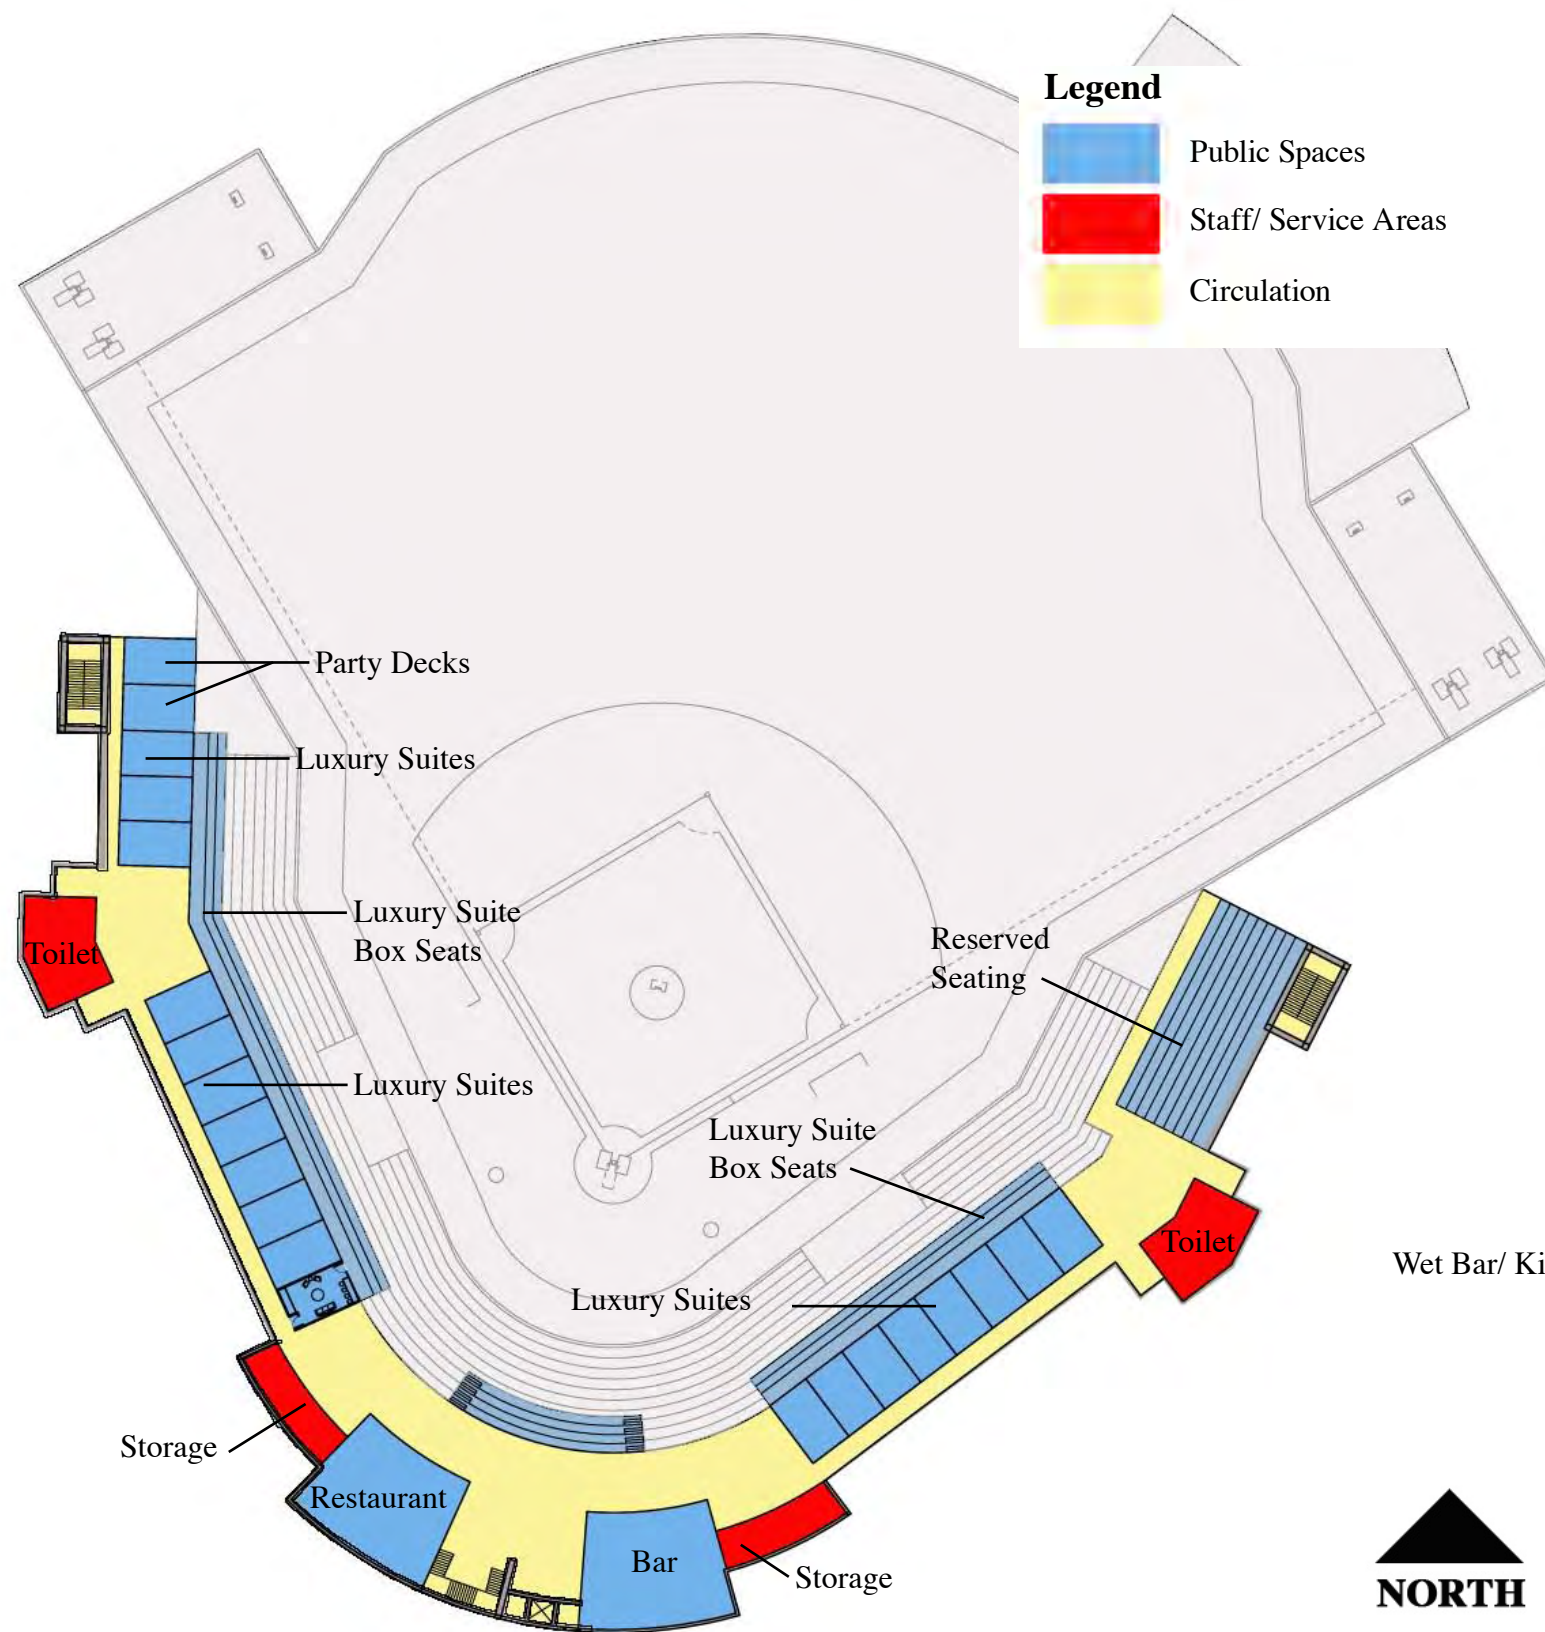 Legend
Public Spaces
Staff/ Service Areas
Circulation
Party Decks
Luxury Suites
Luxury Suite
Box Seats
Reserved
Seating
Toilet
Luxury Suites
Luxury Suite
Box Seats
Toilet
Wet Bar/ Ki
Luxury Suites
Storage
Restaurant
Bar
Storage
NORTH